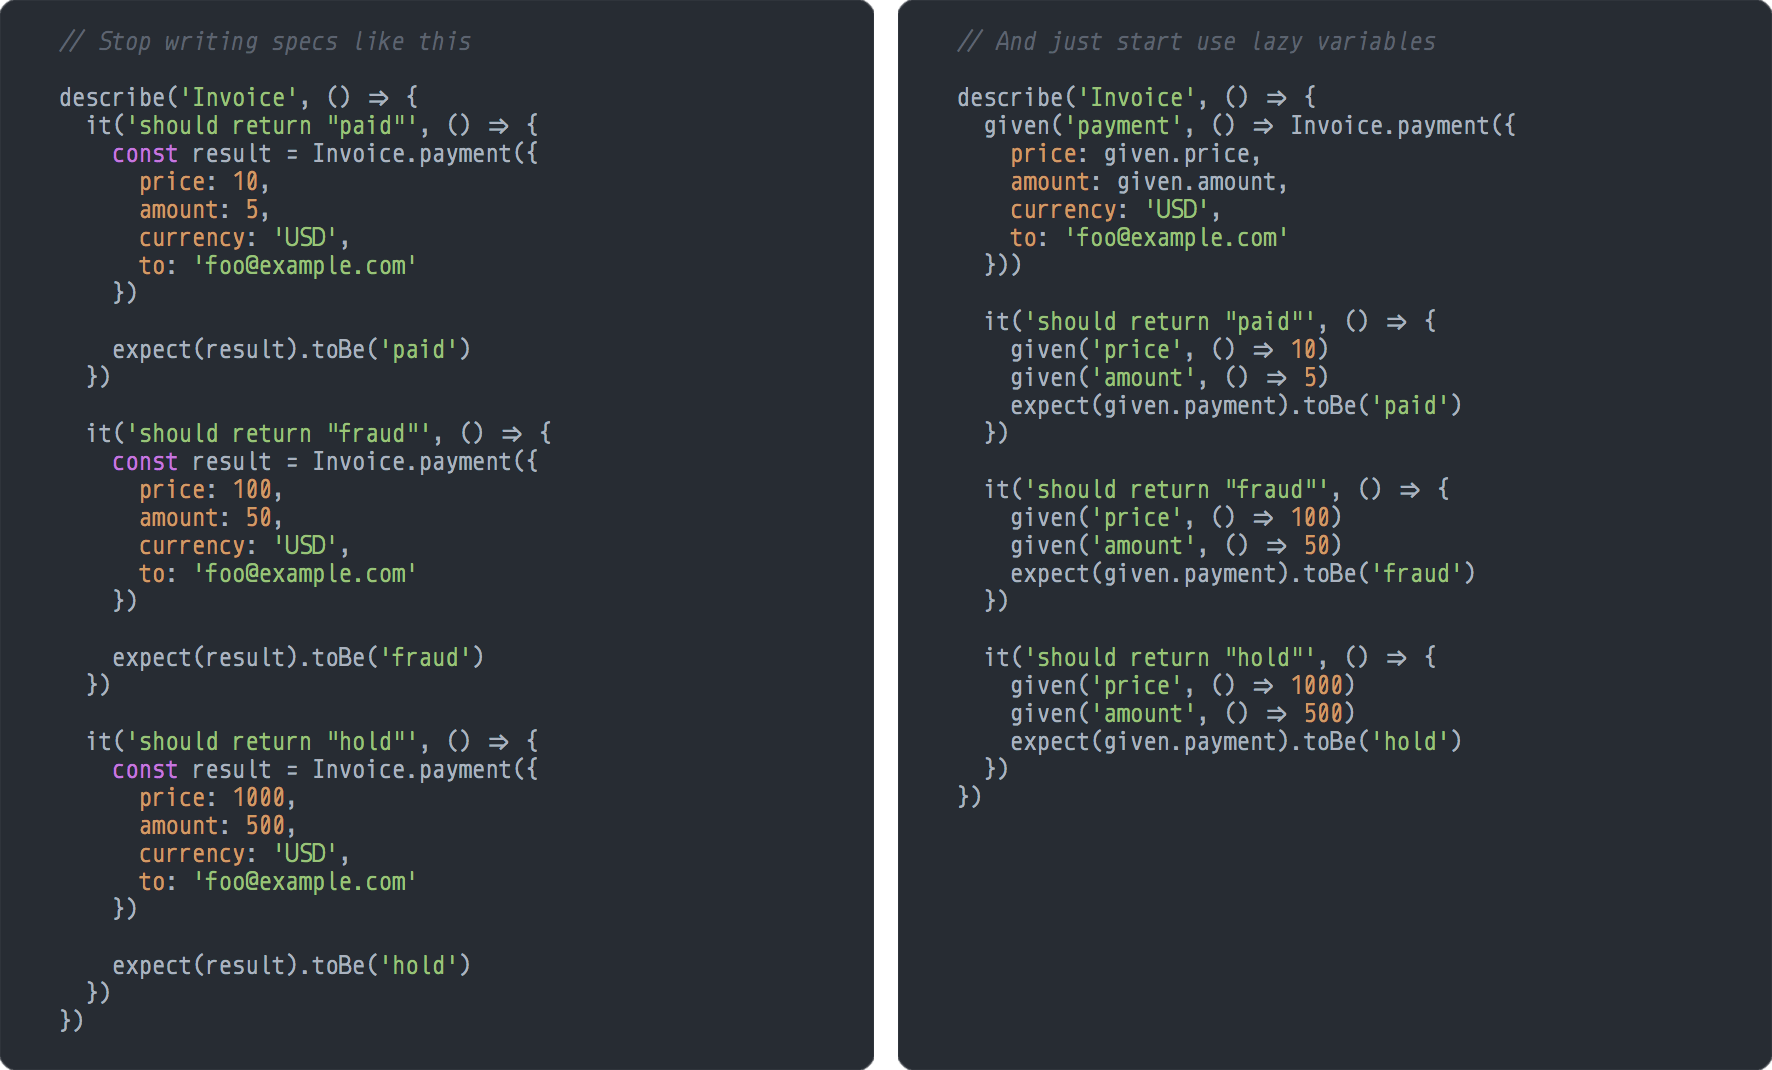 // Stop writing specs like this
describe('Invoice', () => {
  it('should return "paid"', () => {
    const result = Invoice.payment({
      price: 10,
      amount: 5,
      currency: 'USD',
      to: 'foo@example.com'
    })
    expect(result).toBe('paid')
  })
  it('should return "fraud"', () => {
    const result = Invoice.payment({
      price: 100,
      amount: 50,
      currency: 'USD',
      to: 'foo@example.com'
    })
    expect(result).toBe('fraud')
  })
  it('should return "hold"', () => {
    const result = Invoice.payment({
      price: 1000,
      amount: 500,
      currency: 'USD',
      to: 'foo@example.com'
    })
    expect(result).toBe('hold')
  })
})
// And just start use lazy variables
describe('Invoice', () => {
  given('payment', () => Invoice.payment({
    price: given.price,
    amount: given.amount,
    currency: 'USD',
    to: 'foo@example.com'
  }))
  it('should return "paid"', () => {
    given('price', () => 10)
    given('amount', () => 5)
    expect(given.payment).toBe('paid')
  })
  it('should return "fraud"', () => {
    given('price', () => 100)
    given('amount', () => 50)
    expect(given.payment).toBe('fraud')
  })
  it('should return "hold"', () => {
    given('price', () => 1000)
    given('amount', () => 500)
    expect(given.payment).toBe('hold')
  })
})